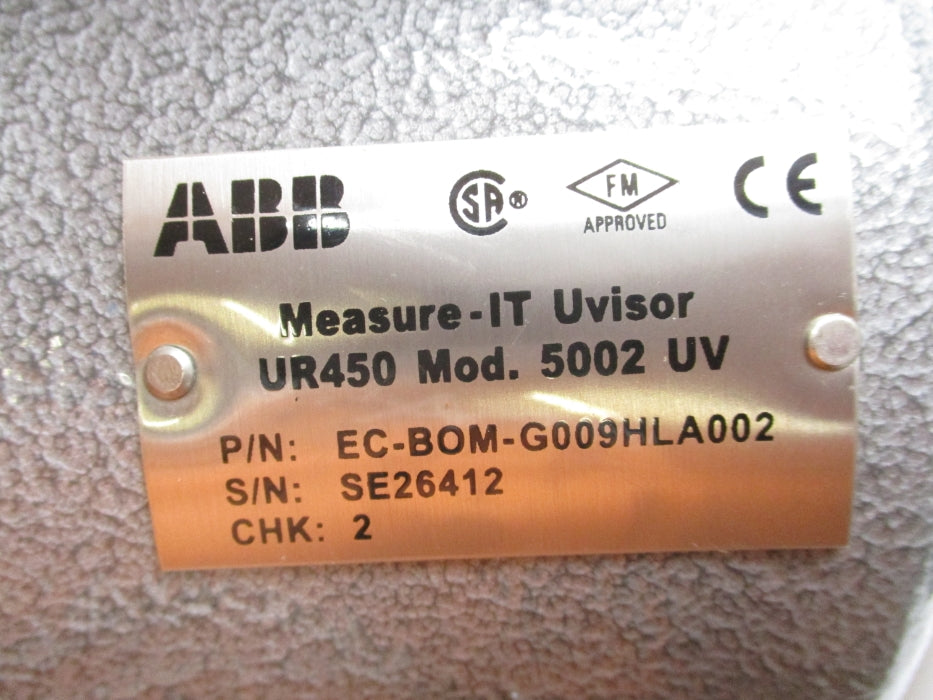 ABB SA® FM CE
APPROVED
Measure-IT Uvisor
UR450 Mod. 5002 UV
P/N: EC-BOM-G009HLA002
S/N: SE26412
CHK: 2